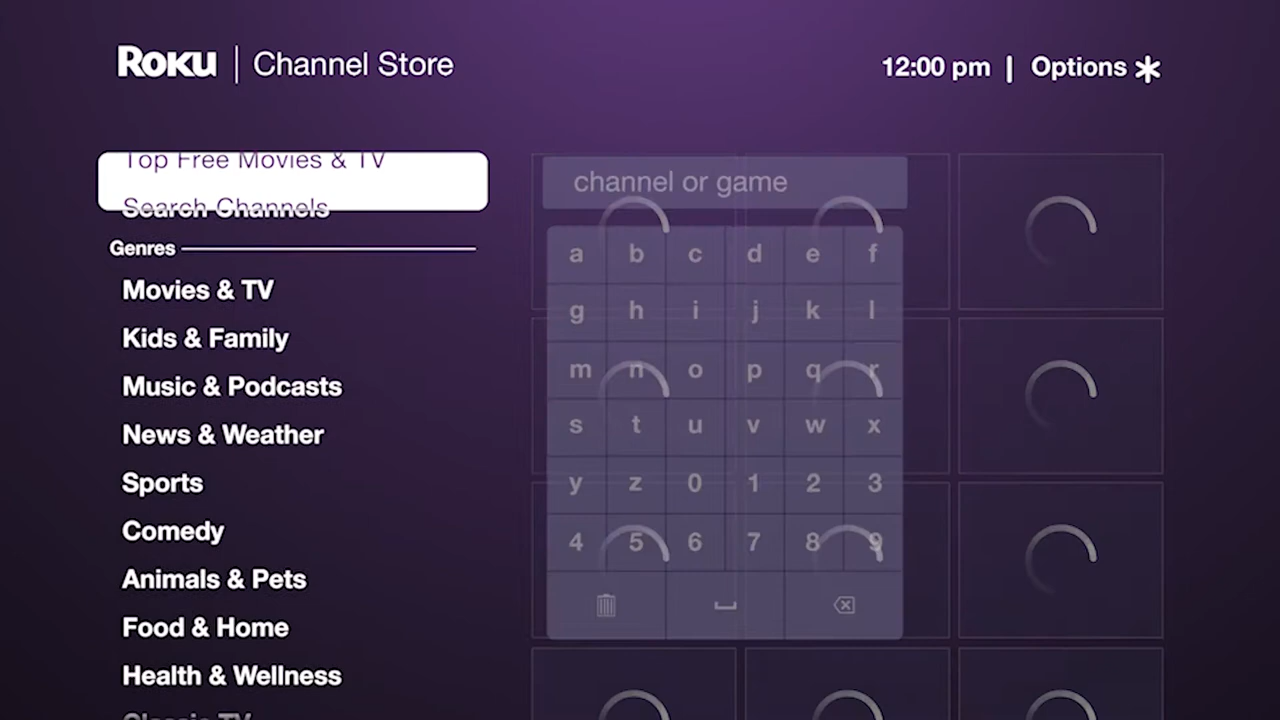 Roku | Channel Store
12:00 pm | Options
Top Free Movies & TV
Search Channels
Genres
Movies & TV
Kids & Family
Music & Podcasts
News & Weather
Sports
Comedy
Animals & Pets
Food & Home
Health & Wellness
Classic TV
channel or game
a b c d e f
g h i j k l
m n o p q r
s t u v w x
y z 0 1 2 3
4 5 6 7 8 9